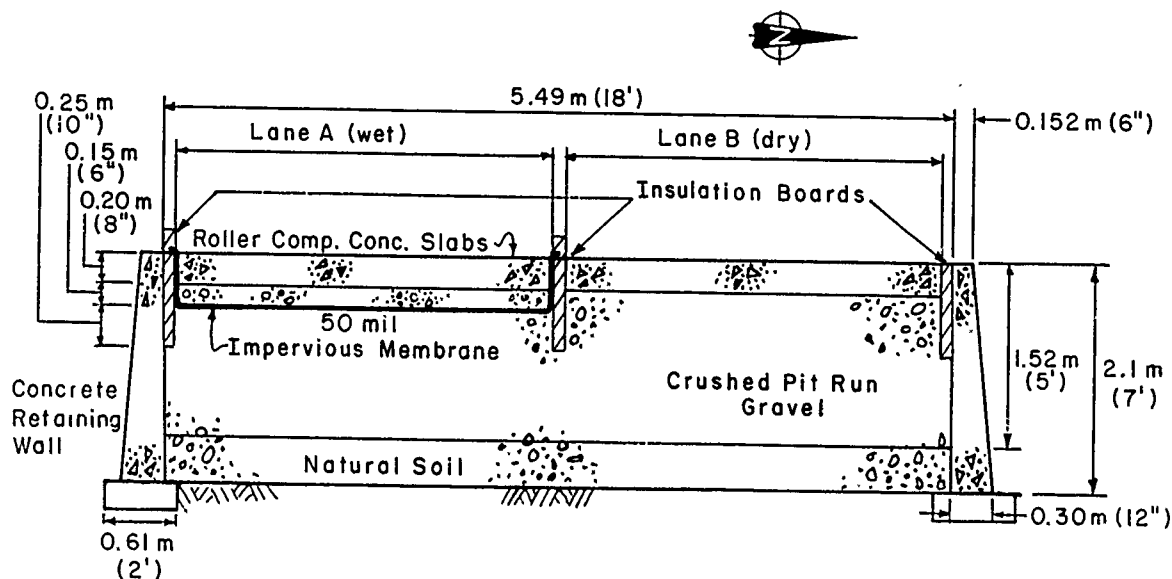 N
5.49 m (18')
0.25 m
(10")
0.15 m
(6")
0.20 m
(8")
Lane A (wet)
Lane B (dry)
0.152 m (6")
Insulation Boards
Roller Comp. Conc. Slabs
50 mil
Impervious Membrane
Concrete
Retaining
Wall
Crushed Pit Run
Gravel
1.52 m
(5')
2.1 m
(7')
Natural Soil
0.61 m
(2')
0.30 m (12")